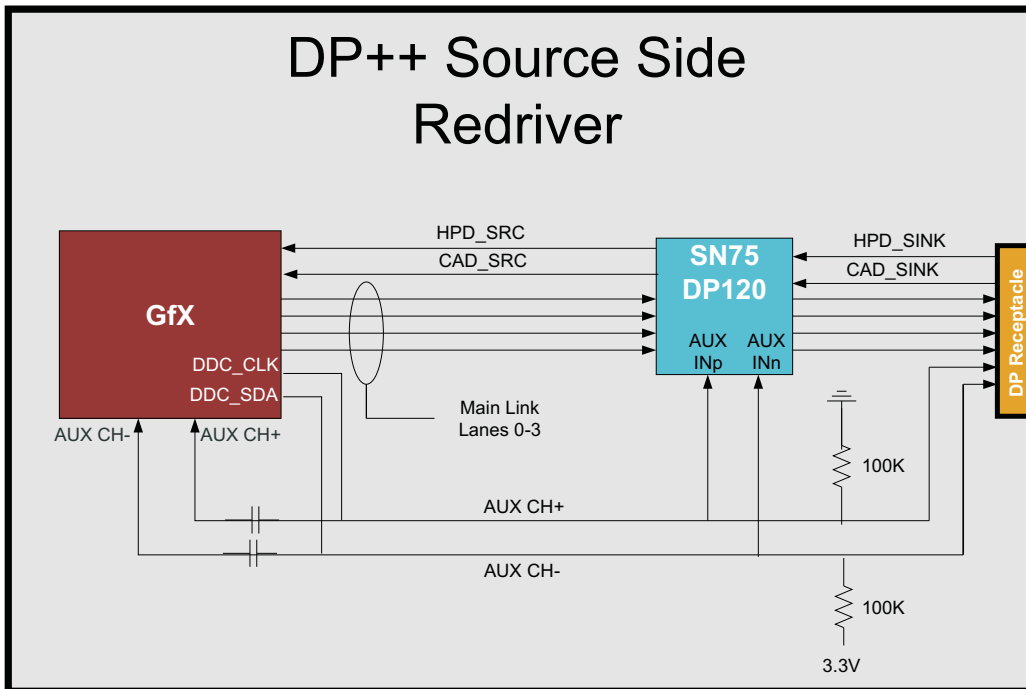 DP++ Source Side
Redriver
HPD_SRC
CAD_SRC
SN75
DP120
HPD_SINK
CAD_SINK
GfX
DDC_CLK
DDC_SDA
AUX
INp
AUX
INn
DP Receptacle
AUX CH-
AUX CH+
Main Link
Lanes 0-3
100K
AUX CH+
AUX CH-
100K
3.3V